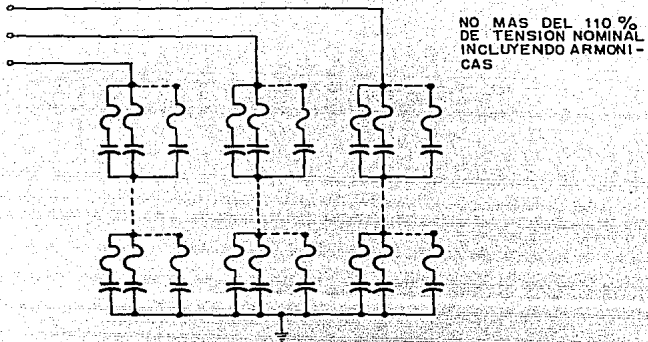 NO MAS DEL 110 %
DE TENSION NOMINAL
INCLUYENDO ARMONI-
CAS